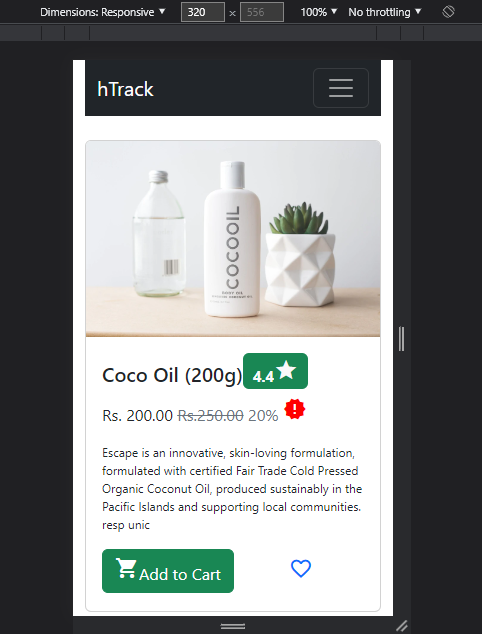 Dimensions: Responsive ▼ 320 × 556 100% ▼ No throttling ▼
hTrack
COCOOIL
BODY OIL
Coco Oil (200g) 4.4
Rs. 200.00 Rs.250.00 20%
Escape is an innovative, skin-loving formulation,
formulated with certified Fair Trade Cold Pressed
Organic Coconut Oil, produced sustainably in the
Pacific Islands and supporting local communities.
resp unic
Add to Cart